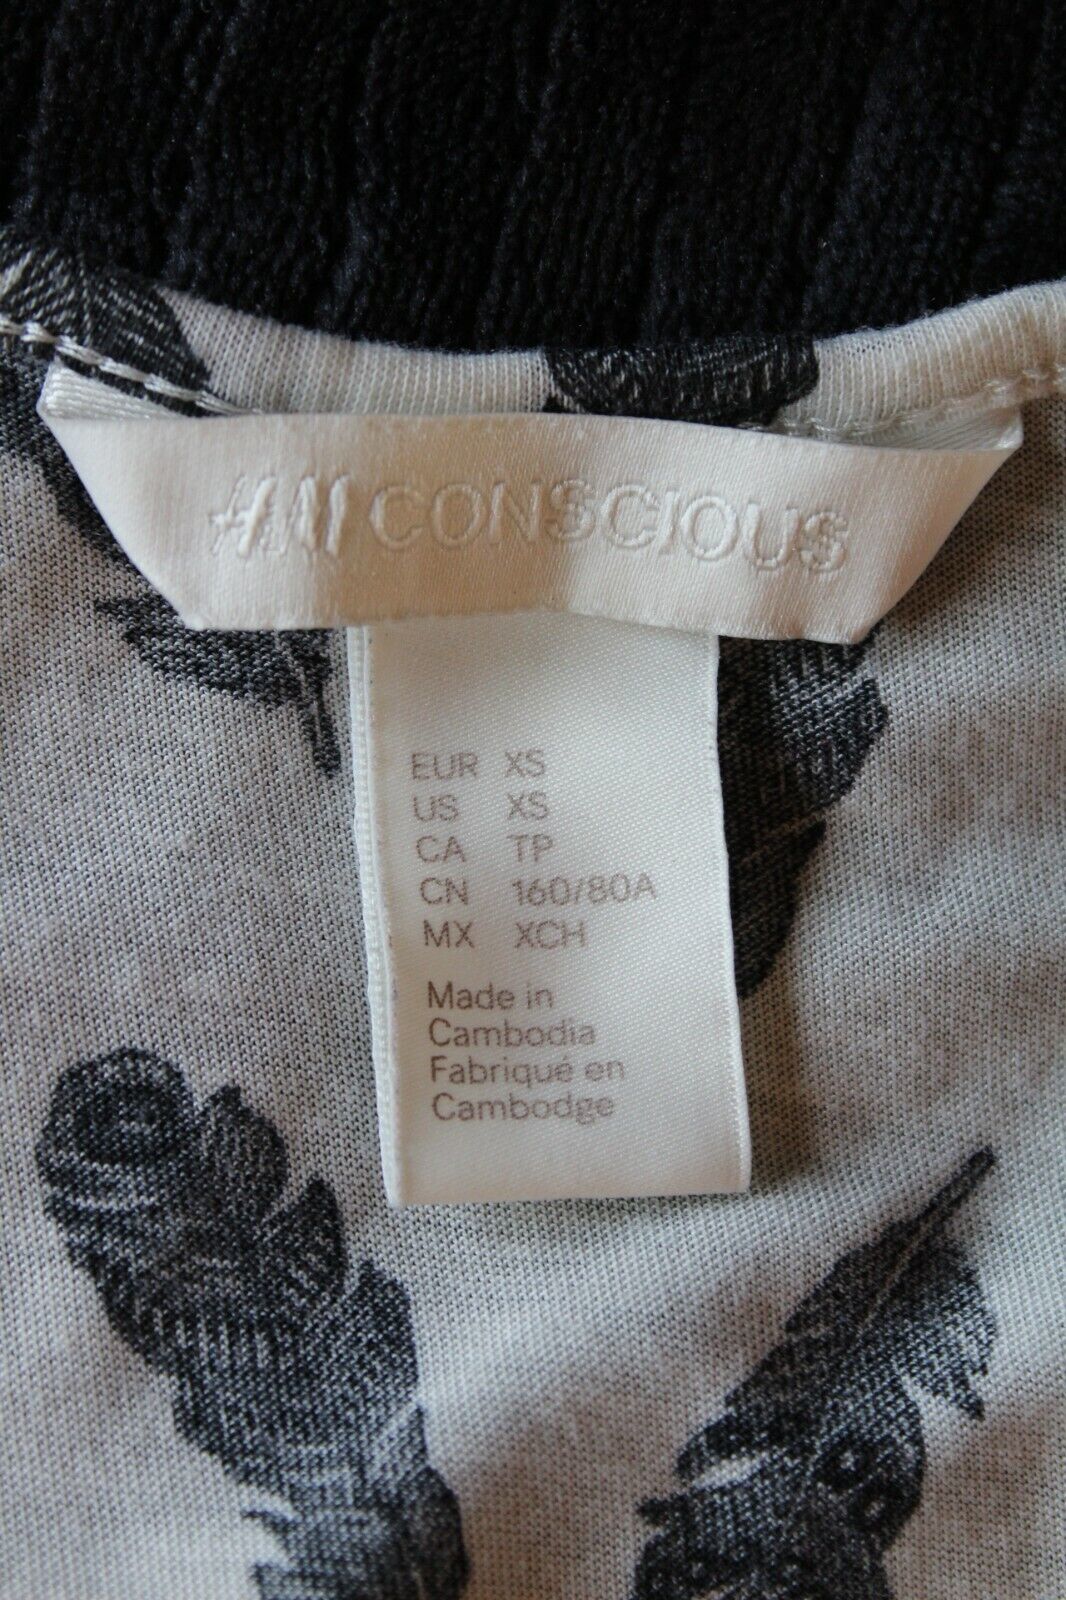 H&M CONSCIOUS
EUR XS
US XS
CA TP
CN 160/80A
MX XCH
Made in
Cambodia
Fabriqué en
Cambodge